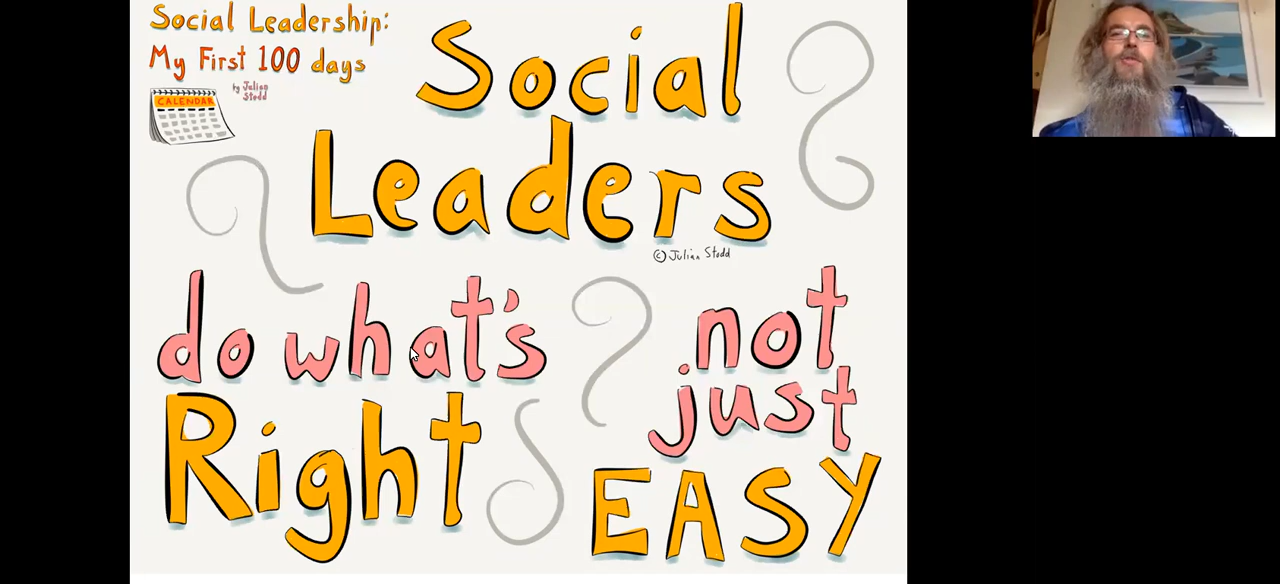 Social Leadership:
My First 100 days
by Julian
Stodd
CALENDAR
Social
Leaders
© Julian Stodd
do what's
Right
not
just
EASY